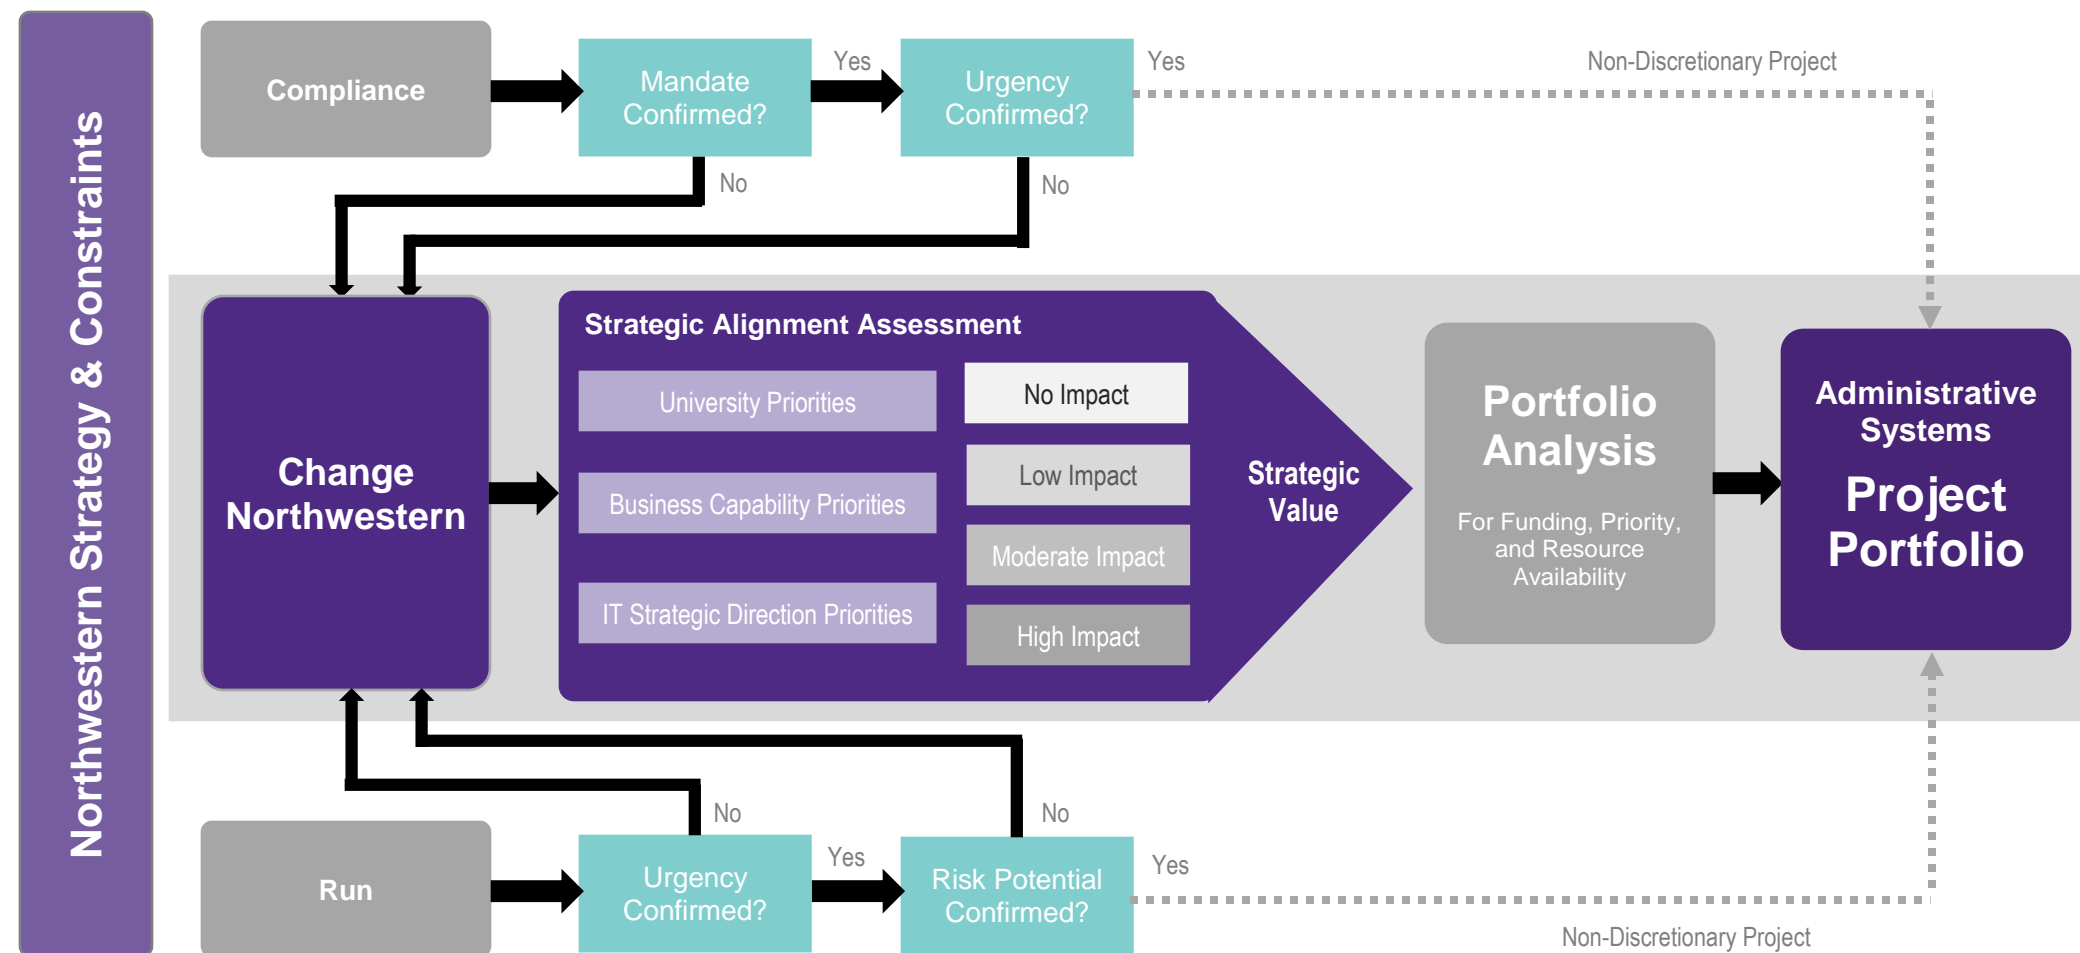 Northwestern Strategy & Constraints
Compliance
Mandate
Confirmed?
Yes
No
Urgency
Confirmed?
Yes
No
Non-Discretionary Project
Change
Northwestern
Strategic Alignment Assessment
University Priorities
Business Capability Priorities
IT Strategic Direction Priorities
No Impact
Low Impact
Moderate Impact
High Impact
Strategic
Value
Portfolio
Analysis
For Funding, Priority,
and Resource
Availability
Administrative
Systems
Project
Portfolio
Run
Urgency
Confirmed?
No
Yes
Risk Potential
Confirmed?
No
Yes
Non-Discretionary Project